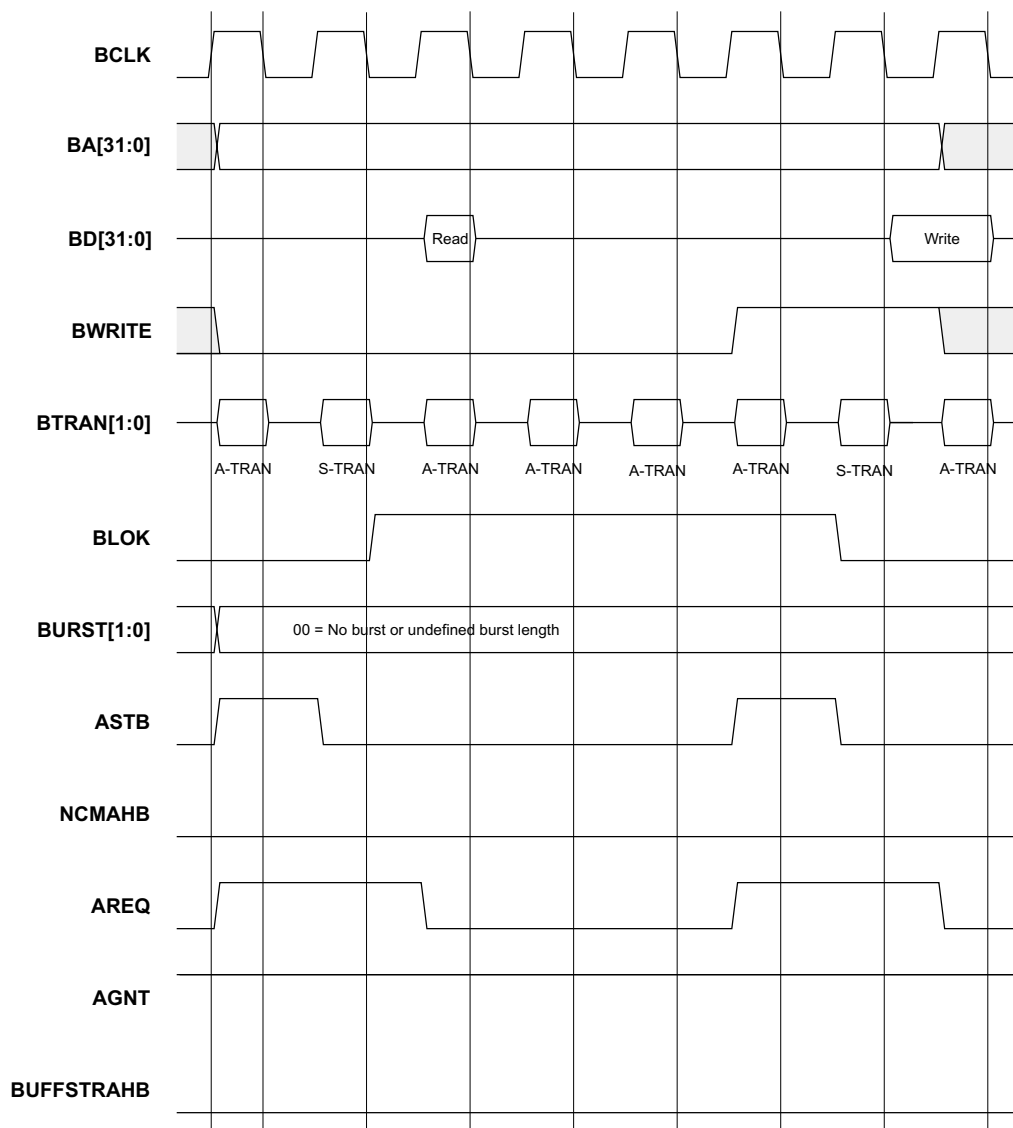 BCLK
BA[31:0]
BD[31:0] Read Write
BWRITE
BTRAN[1:0]
A-TRAN S-TRAN A-TRAN A-TRAN A-TRAN A-TRAN S-TRAN A-TRAN
BLOK
BURST[1:0] 00 = No burst or undefined burst length
ASTB
NCMAHB
AREQ
AGNT
BUFFSTRAHB